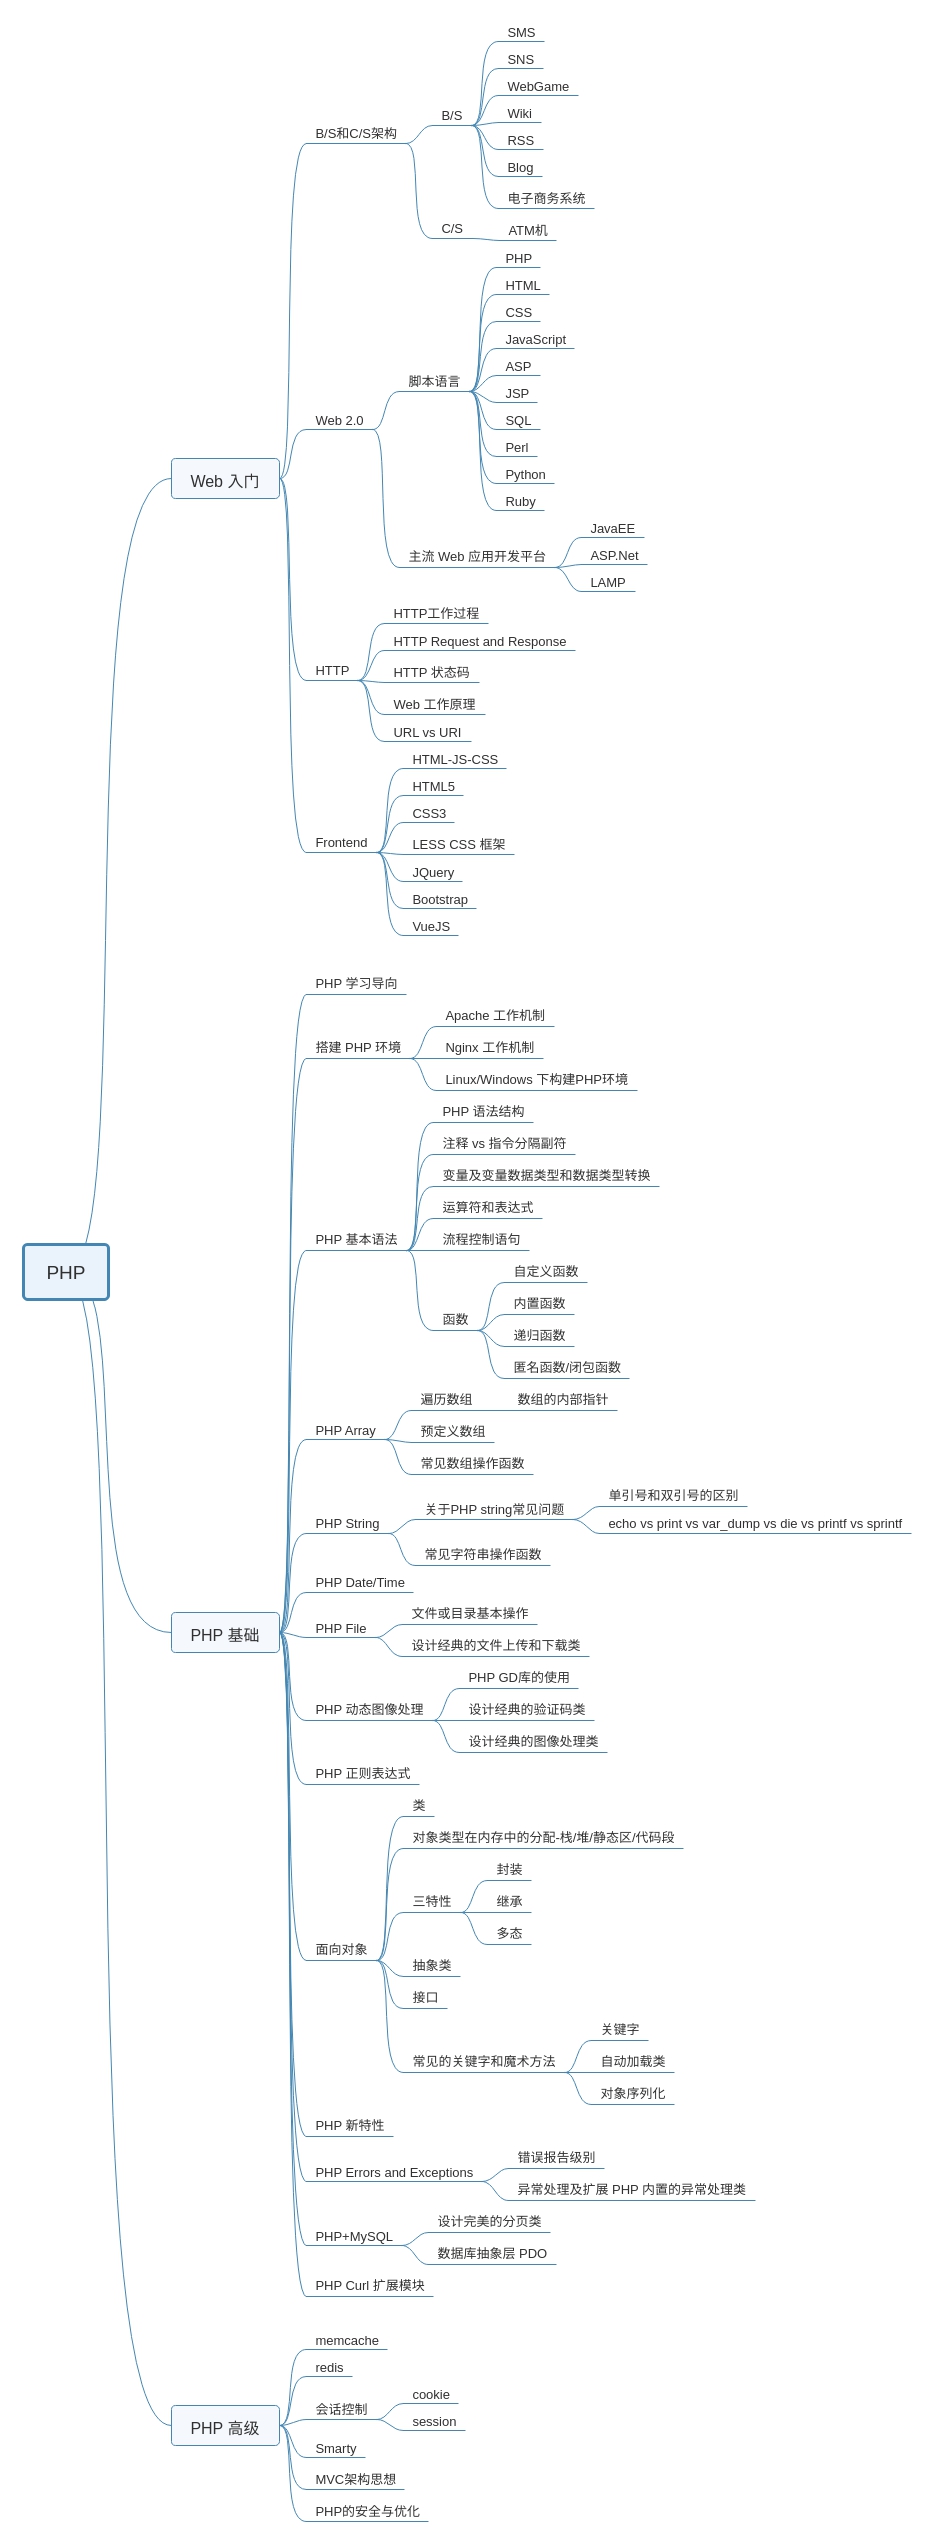 PHP
Web 入门
B/S和C/S架构
B/S
SMS
SNS
WebGame
Wiki
RSS
Blog
电子商务系统
C/S
ATM机
Web 2.0
脚本语言
PHP
HTML
CSS
JavaScript
ASP
JSP
SQL
Perl
Python
Ruby
主流 Web 应用开发平台
JavaEE
ASP.Net
LAMP
HTTP
HTTP工作过程
HTTP Request and Response
HTTP 状态码
Web 工作原理
URL vs URI
Frontend
HTML-JS-CSS
HTML5
CSS3
LESS CSS 框架
JQuery
Bootstrap
VueJS
PHP 基础
PHP 学习导向
搭建 PHP 环境
Apache 工作机制
Nginx 工作机制
Linux/Windows 下构建PHP环境
PHP 基本语法
PHP 语法结构
注释 vs 指令分隔副符
变量及变量数据类型和数据类型转换
运算符和表达式
流程控制语句
函数
自定义函数
内置函数
递归函数
匿名函数/闭包函数
PHP Array
遍历数组
数组的内部指针
预定义数组
常见数组操作函数
PHP String
关于PHP string常见问题
单引号和双引号的区别
echo vs print vs var_dump vs die vs printf vs sprintf
常见字符串操作函数
PHP Date/Time
PHP File
文件或目录基本操作
设计经典的文件上传和下载类
PHP 动态图像处理
PHP GD库的使用
设计经典的验证码类
设计经典的图像处理类
PHP 正则表达式
面向对象
类
对象类型在内存中的分配-栈/堆/静态区/代码段
三特性
封装
继承
多态
抽象类
接口
常见的关键字和魔术方法
关键字
自动加载类
对象序列化
PHP 新特性
PHP Errors and Exceptions
错误报告级别
异常处理及扩展 PHP 内置的异常处理类
PHP+MySQL
设计完美的分页类
数据库抽象层 PDO
PHP Curl 扩展模块
PHP 高级
memcache
redis
会话控制
cookie
session
Smarty
MVC架构思想
PHP的安全与优化